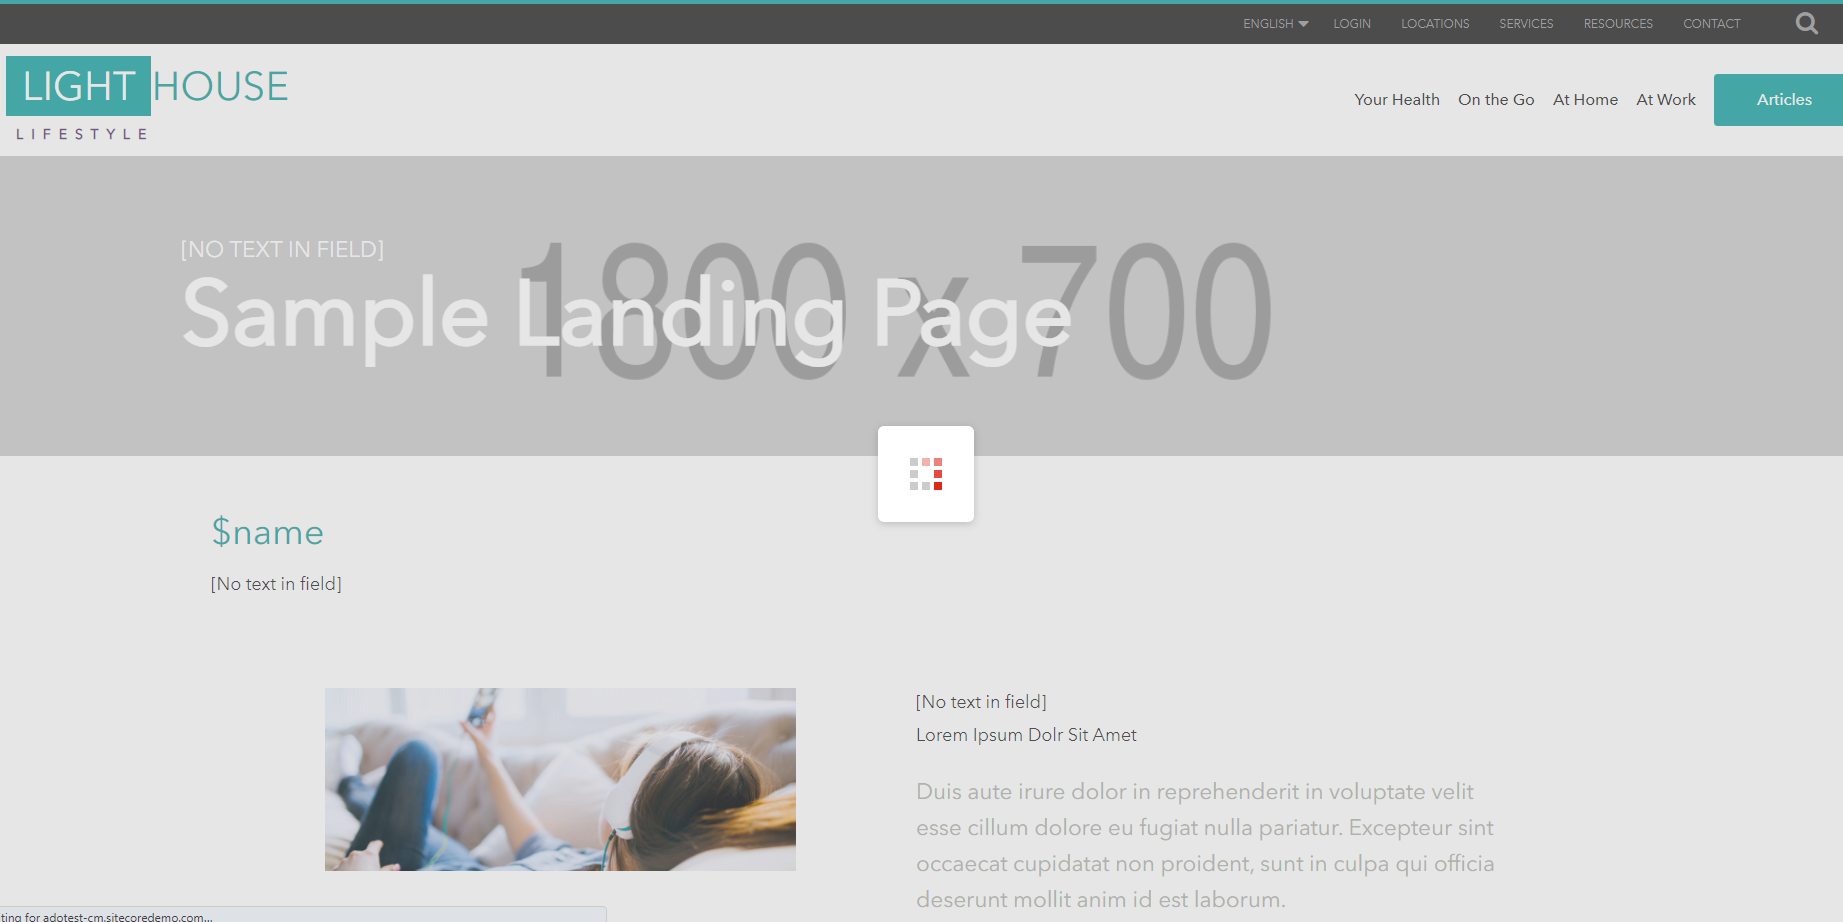 ENGLISH LOGIN LOCATIONS SERVICES RESOURCES CONTACT
LIGHT HOUSE
LIFESTYLE
Your Health On the Go At Home At Work Articles
[NO TEXT IN FIELD]
1800 x 700
Sample Landing Page
$name
[No text in field]
[No text in field]
Lorem Ipsum Dolr Sit Amet
Duis aute irure dolor in reprehenderit in voluptate velit
esse cillum dolore eu fugiat nulla pariatur. Excepteur sint
occaecat cupidatat non proident, sunt in culpa qui officia
deserunt mollit anim id est laborum.
ting for adotest-cm.sitecoredemo.com...